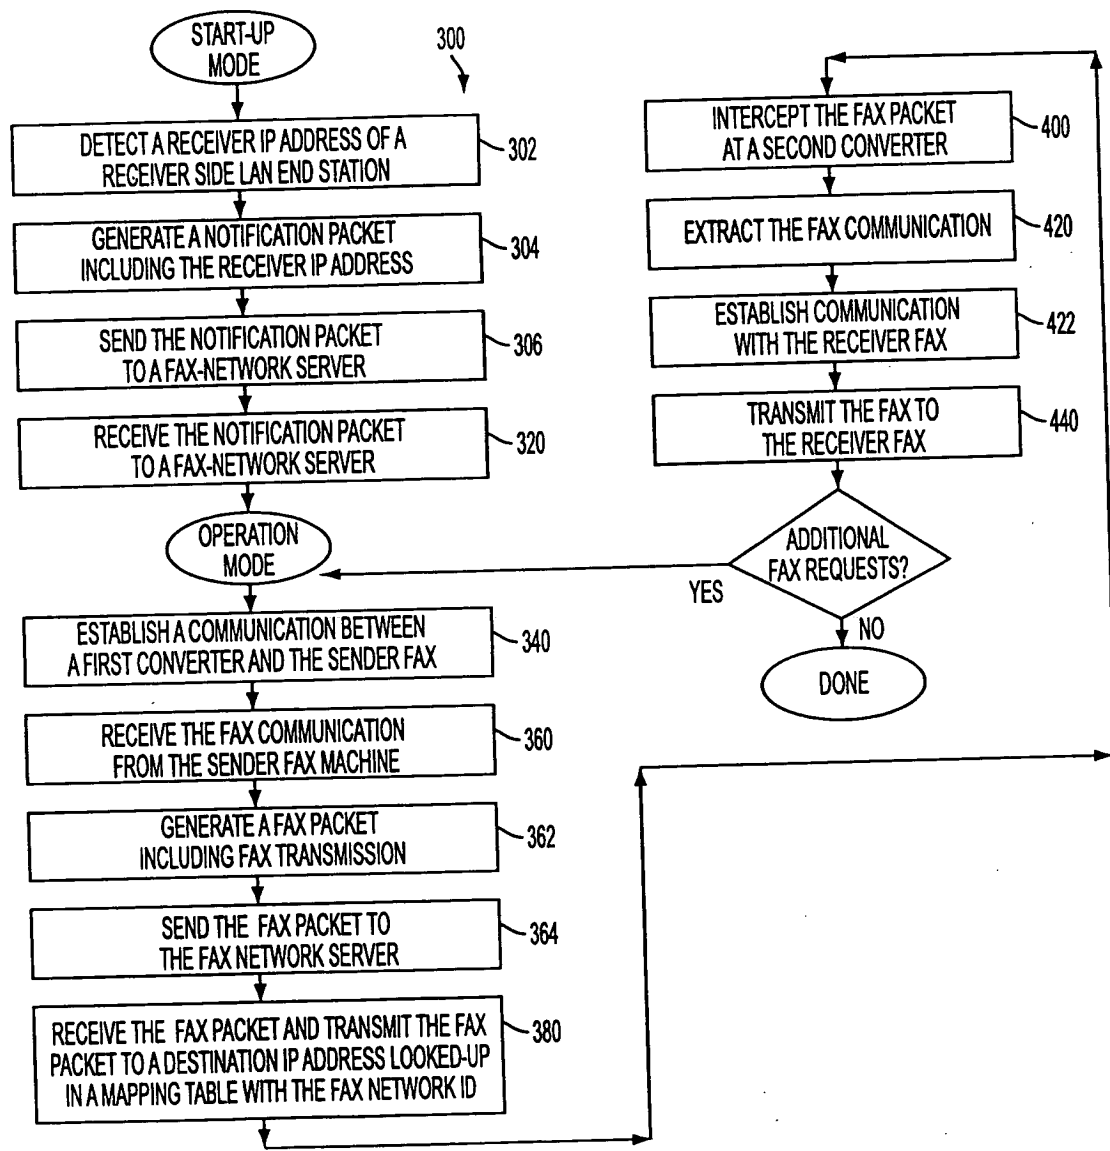 START-UP
MODE
300
DETECT A RECEIVER IP ADDRESS OF A
RECEIVER SIDE LAN END STATION
302
GENERATE A NOTIFICATION PACKET
INCLUDING THE RECEIVER IP ADDRESS
304
SEND THE NOTIFICATION PACKET
TO A FAX-NETWORK SERVER
306
RECEIVE THE NOTIFICATION PACKET
TO A FAX-NETWORK SERVER
320
OPERATION
MODE
ESTABLISH A COMMUNICATION BETWEEN
A FIRST CONVERTER AND THE SENDER FAX
340
RECEIVE THE FAX COMMUNICATION
FROM THE SENDER FAX MACHINE
360
GENERATE A FAX PACKET
INCLUDING FAX TRANSMISSION
362
SEND THE FAX PACKET TO
THE FAX NETWORK SERVER
364
RECEIVE THE FAX PACKET AND TRANSMIT THE FAX
PACKET TO A DESTINATION IP ADDRESS LOOKED-UP
IN A MAPPING TABLE WITH THE FAX NETWORK ID
380
INTERCEPT THE FAX PACKET
AT A SECOND CONVERTER
400
EXTRACT THE FAX COMMUNICATION
420
ESTABLISH COMMUNICATION
WITH THE RECEIVER FAX
422
TRANSMIT THE FAX TO
THE RECEIVER FAX
440
ADDITIONAL
FAX REQUESTS?
YES
NO
DONE